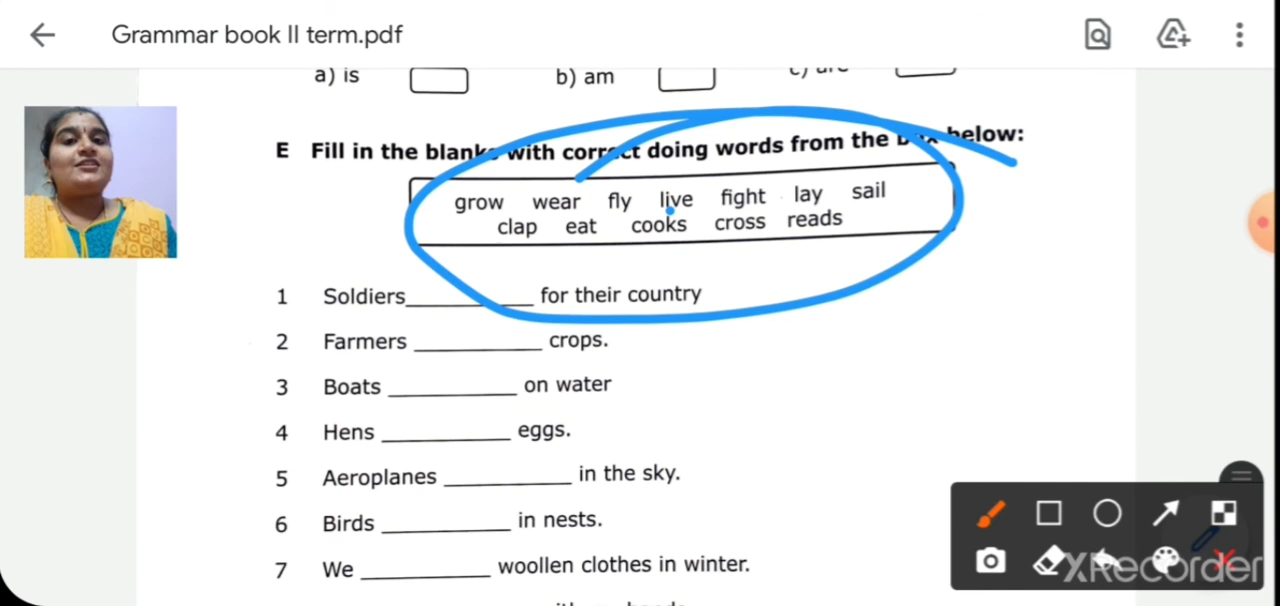 Grammar book II term.pdf
a) is b) am c) are
E Fill in the blanks with correct doing words from the box below:
grow wear fly live fight lay sail
clap eat cooks cross reads
1 Soldiers__________ for their country
2 Farmers __________ crops.
3 Boats __________ on water
4 Hens __________ eggs.
5 Aeroplanes __________ in the sky.
6 Birds __________ in nests.
7 We __________ woollen clothes in winter.
XRecorder